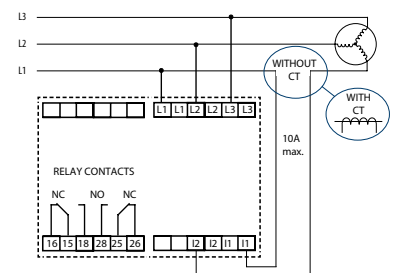 L3
L2
L1
WITHOUT
CT
WITH
CT
L1 L1 L2 L2 L3 L3
10A
max.
RELAY CONTACTS
NC NO NC
16 15 18 28 25 26
I2 I2 I1 I1